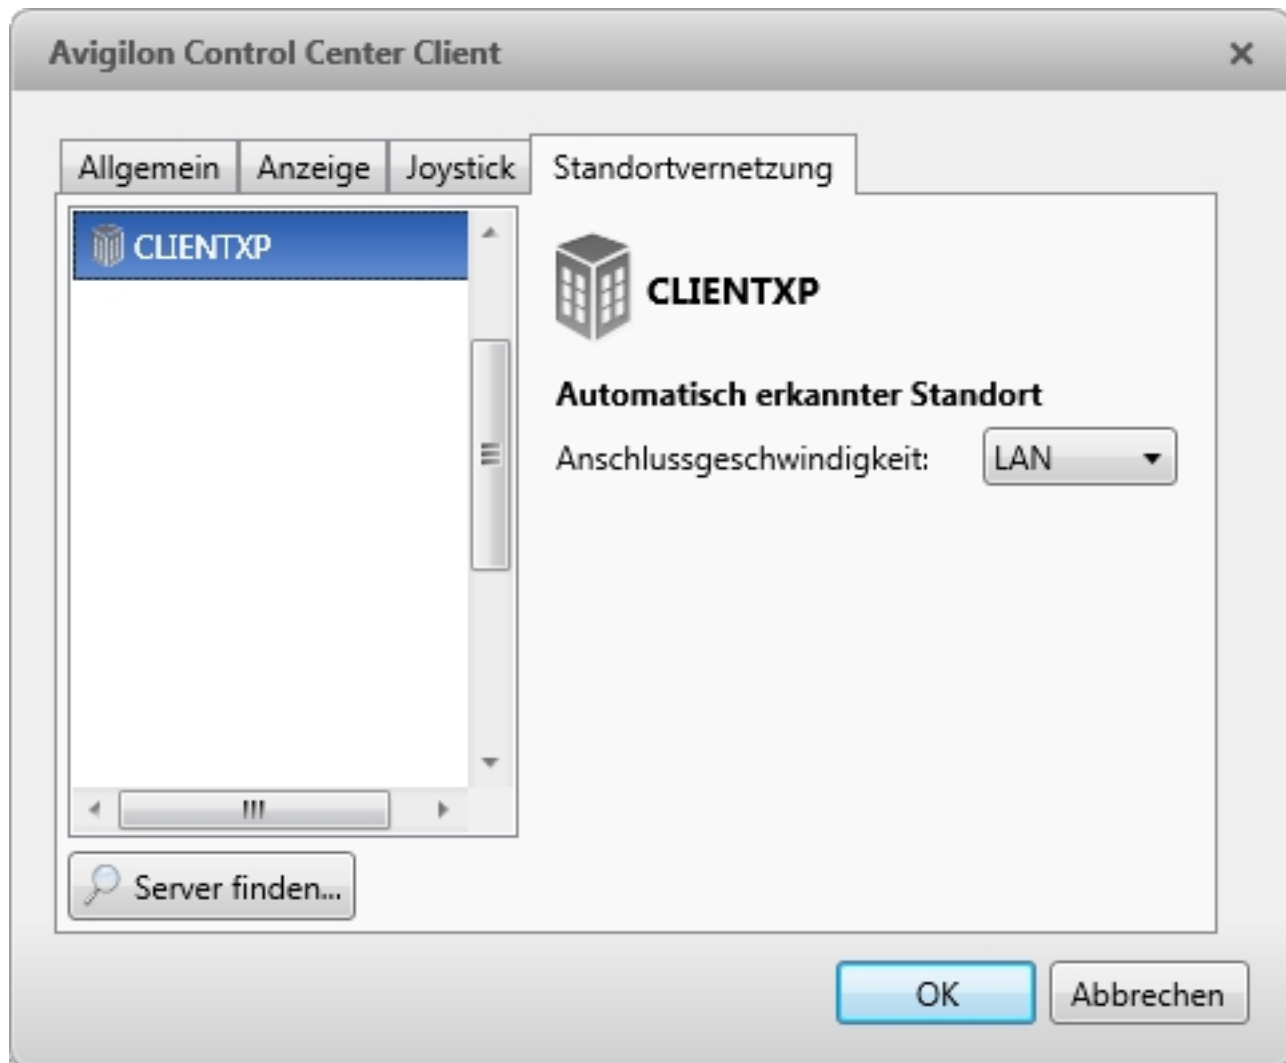 Avigilon Control Center Client
Allgemein Anzeige Joystick Standortvernetzung
CLIENTXP
CLIENTXP
Automatisch erkannter Standort
Anschlussgeschwindigkeit: LAN
Server finden...
OK Abbrechen